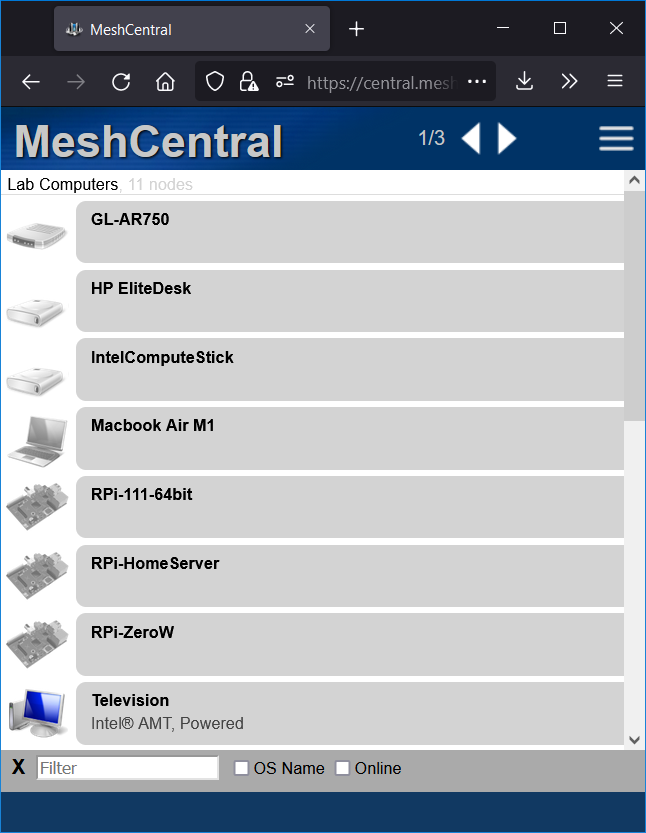 MeshCentral
https://central.mesh
MeshCentral
1/3
Lab Computers, 11 nodes
GL-AR750
HP EliteDesk
IntelComputeStick
Macbook Air M1
RPi-111-64bit
RPi-HomeServer
RPi-ZeroW
Television
Intel® AMT, Powered
X Filter OS Name Online